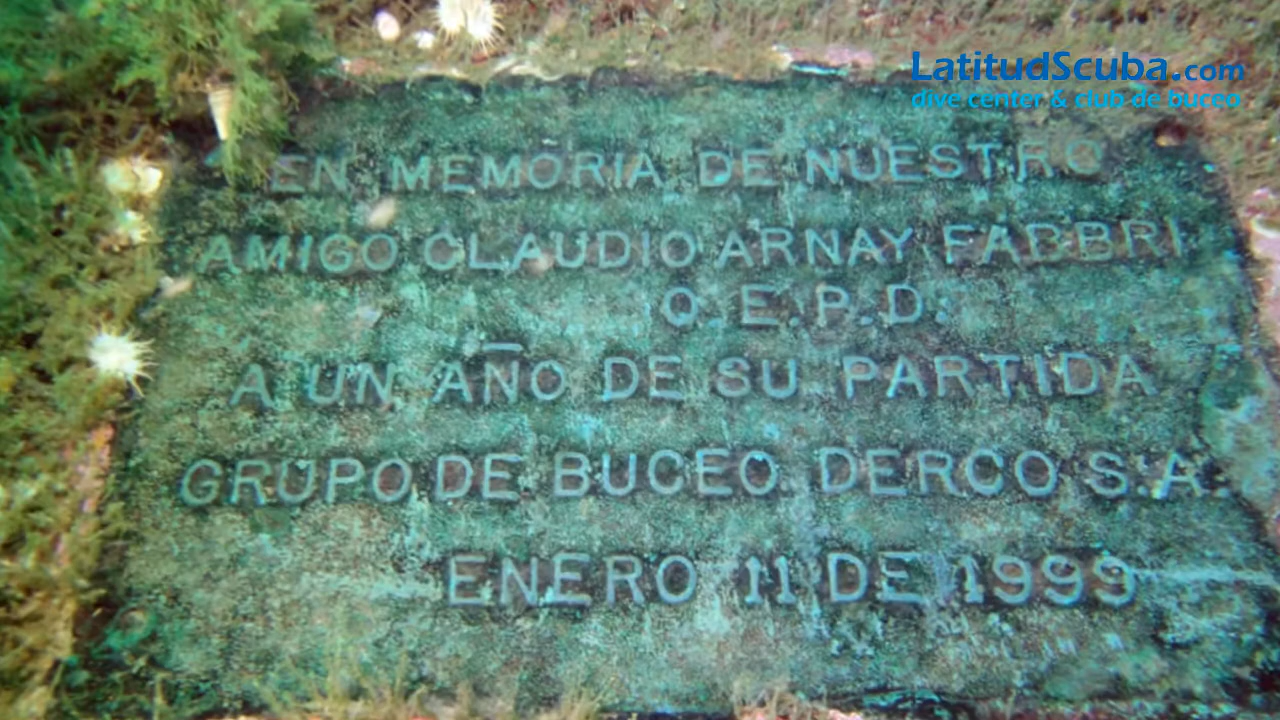 LatitudScuba.com
dive center & club de buceo
EN MEMORIA DE NUESTRO
AMIGO CLAUDIO ARNAY FABBRI
Q.E.P.D.
A UN AÑO DE SU PARTIDA
GRUPO DE BUCEO DERCO S.A.
ENERO 11 DE 1999